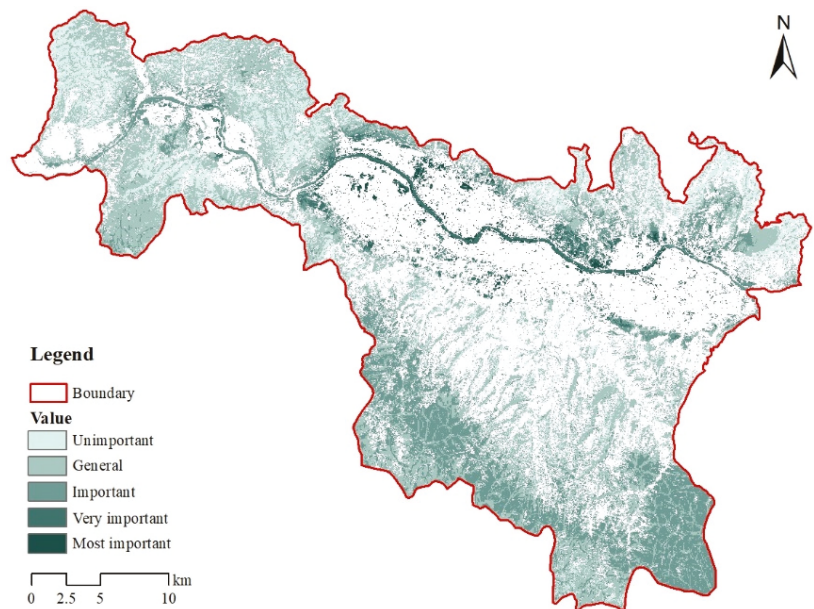 N
Legend
Boundary
Value
Unimportant
General
Important
Very important
Most important
km
0 2.5 5 10